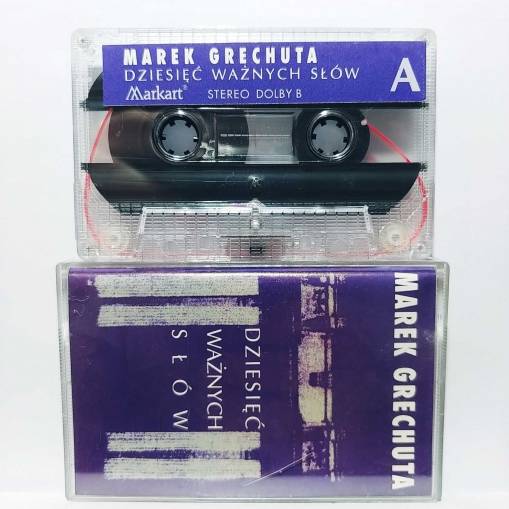 MAREK GRECHUTA
DZIESIĘĆ WAŻNYCH SŁÓW
Markart® STEREO DOLBY B
A
MAREK GRECHUTA
DZIESIĘĆ
WAŻNYCH
SŁÓW